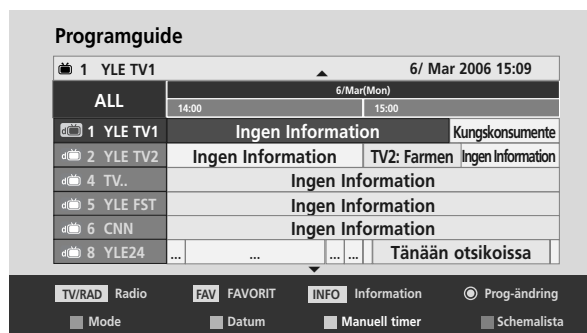 Programguide
1 YLE TV1 6/ Mar 2006 15:09
ALL 6/Mar(Mon)
14:00 15:00
1 YLE TV1 Ingen Information Kungskonsumente
2 YLE TV2 Ingen Information TV2: Farmen Ingen Information
4 TV.. Ingen Information
5 YLE FST Ingen Information
6 CNN Ingen Information
8 YLE24 ... ... ... ... Tänään otsikoissa
TV/RAD Radio FAV FAVORIT INFO Information Prog-ändring
Mode Datum Manuell timer Schemalista